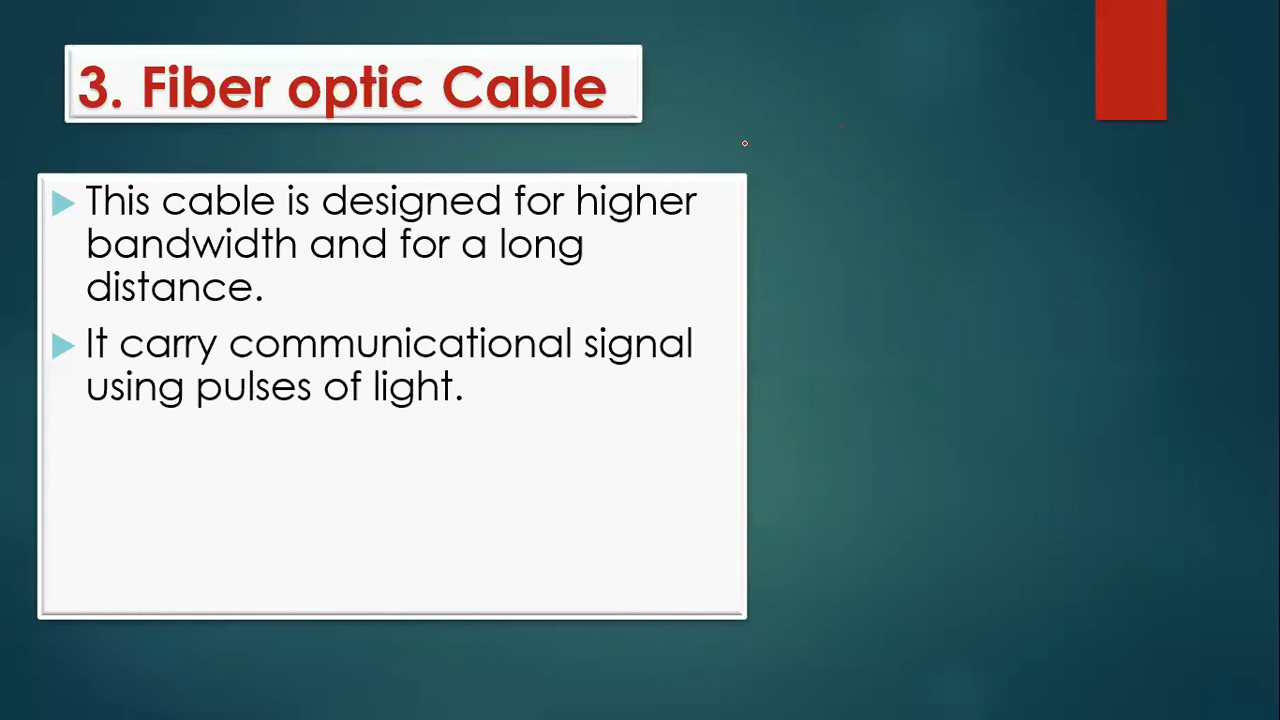 3. Fiber optic Cable
This cable is designed for higher
bandwidth and for a long
distance.
It carry communicational signal
using pulses of light.